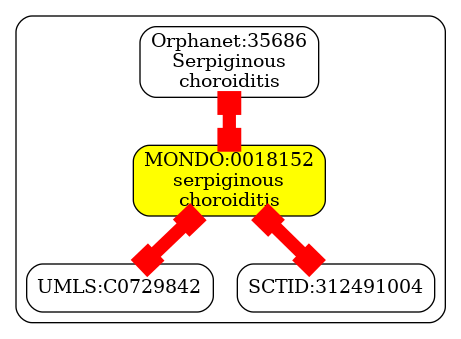 Orphanet:35686
Serpiginous
choroiditis
MONDO:0018152
serpiginous
choroiditis
UMLS:C0729842
SCTID:312491004